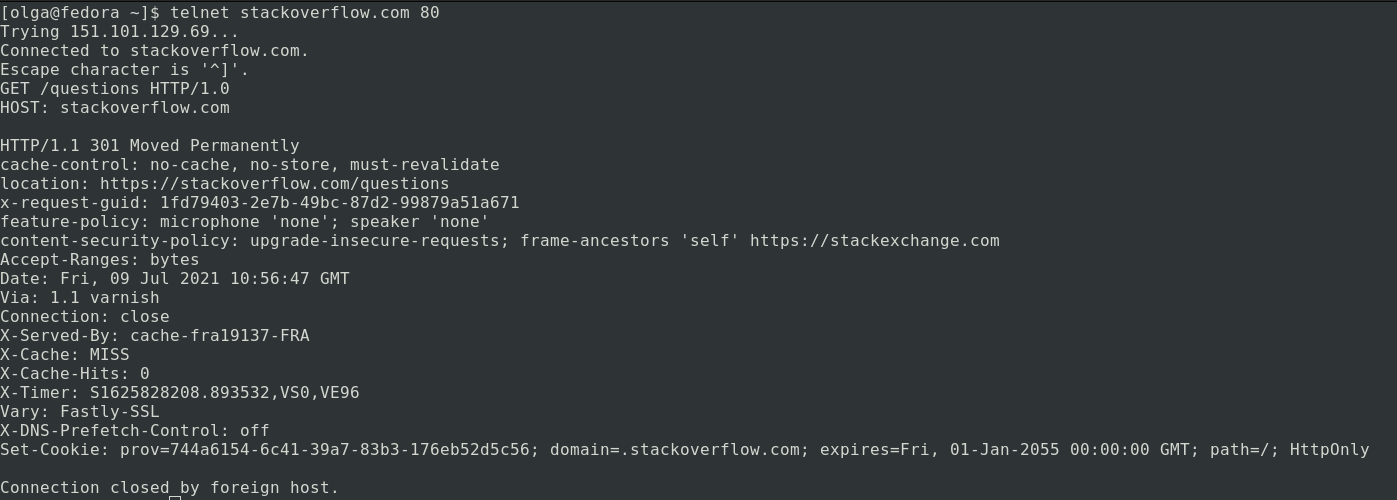 [olga@fedora ~]$ telnet stackoverflow.com 80
Trying 151.101.129.69...
Connected to stackoverflow.com.
Escape character is '^]'.
GET /questions HTTP/1.0
HOST: stackoverflow.com

HTTP/1.1 301 Moved Permanently
cache-control: no-cache, no-store, must-revalidate
location: https://stackoverflow.com/questions
x-request-guid: 1fd79403-2e7b-49bc-87d2-99879a51a671
feature-policy: microphone 'none'; speaker 'none'
content-security-policy: upgrade-insecure-requests; frame-ancestors 'self' https://stackexchange.com
Accept-Ranges: bytes
Date: Fri, 09 Jul 2021 10:56:47 GMT
Via: 1.1 varnish
Connection: close
X-Served-By: cache-fra19137-FRA
X-Cache: MISS
X-Cache-Hits: 0
X-Timer: S1625828208.893532,VS0,VE96
Vary: Fastly-SSL
X-DNS-Prefetch-Control: off
Set-Cookie: prov=744a6154-6c41-39a7-83b3-176eb52d5c56; domain=.stackoverflow.com; expires=Fri, 01-Jan-2055 00:00:00 GMT; path=/; HttpOnly

Connection closed by foreign host.